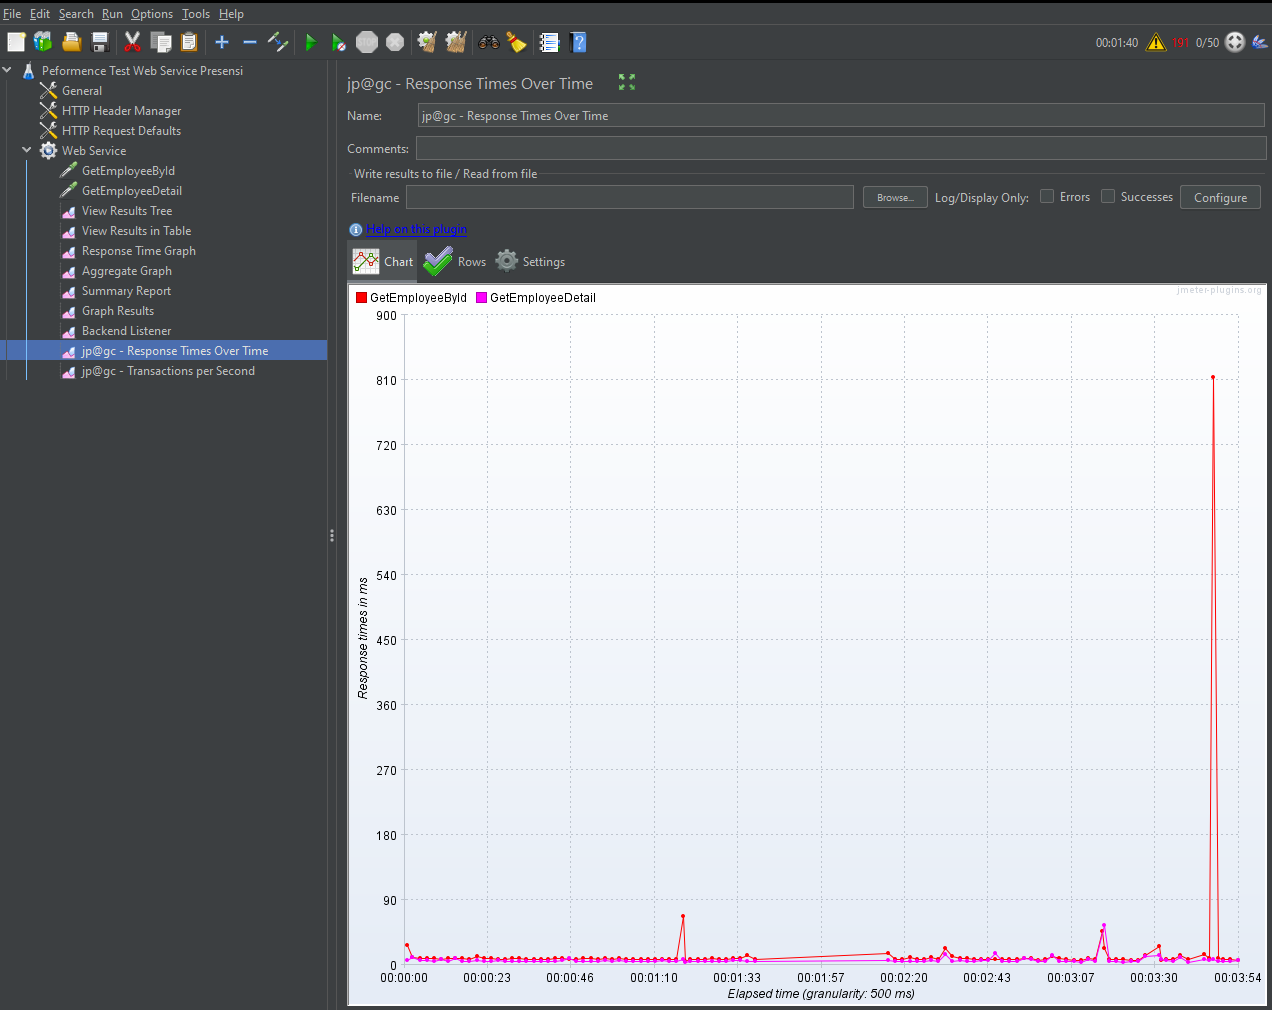 File Edit Search Run Options Tools Help
STOP
00:01:40 191 0/50
Peformence Test Web Service Presensi
General
HTTP Header Manager
HTTP Request Defaults
Web Service
GetEmployeeById
GetEmployeeDetail
View Results Tree
View Results in Table
Response Time Graph
Aggregate Graph
Summary Report
Graph Results
Backend Listener
jp@gc - Response Times Over Time
jp@gc - Transactions per Second
jp@gc - Response Times Over Time
Name: jp@gc - Response Times Over Time
Comments:
Write results to file / Read from file
Filename Browse... Log/Display Only: Errors Successes Configure
Help on this plugin
Chart Rows Settings
GetEmployeeById GetEmployeeDetail
jmeter-plugins.org
900
810
720
630
540
450
360
270
180
90
0
Response times in ms
00:00:00 00:00:23 00:00:46 00:01:10 00:01:33 00:01:57 00:02:20 00:02:43 00:03:07 00:03:30 00:03:54
Elapsed time (granularity: 500 ms)